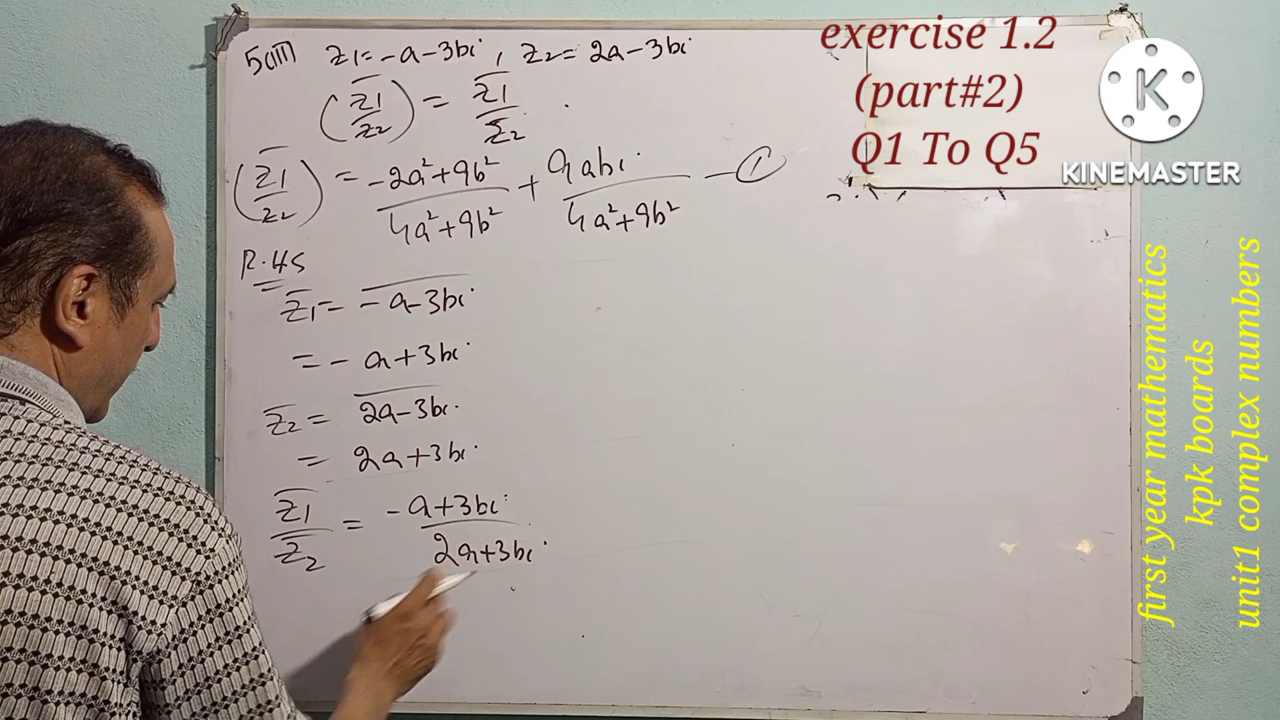 5(iii) z1 = -a-3bi , z2 = 2a-3bi
(z̅1̅/z2) = z̅1/z̅2 .
(z̅1̅/z2) = -2a²+9b²/4a²+9b² + 9abi/4a²+9b² — ①
R.H.S
z̅1 = \overline{-a-3bi}
= -a+3bi
z̅2 = \overline{2a-3bi}
= 2a+3bi
z̅1/z̅2 = -a+3bi/2a+3bi
exercise 1.2
(part#2)
Q1 To Q5
K
KINEMASTER
first year mathematics
kpk boards
unit1 complex numbers